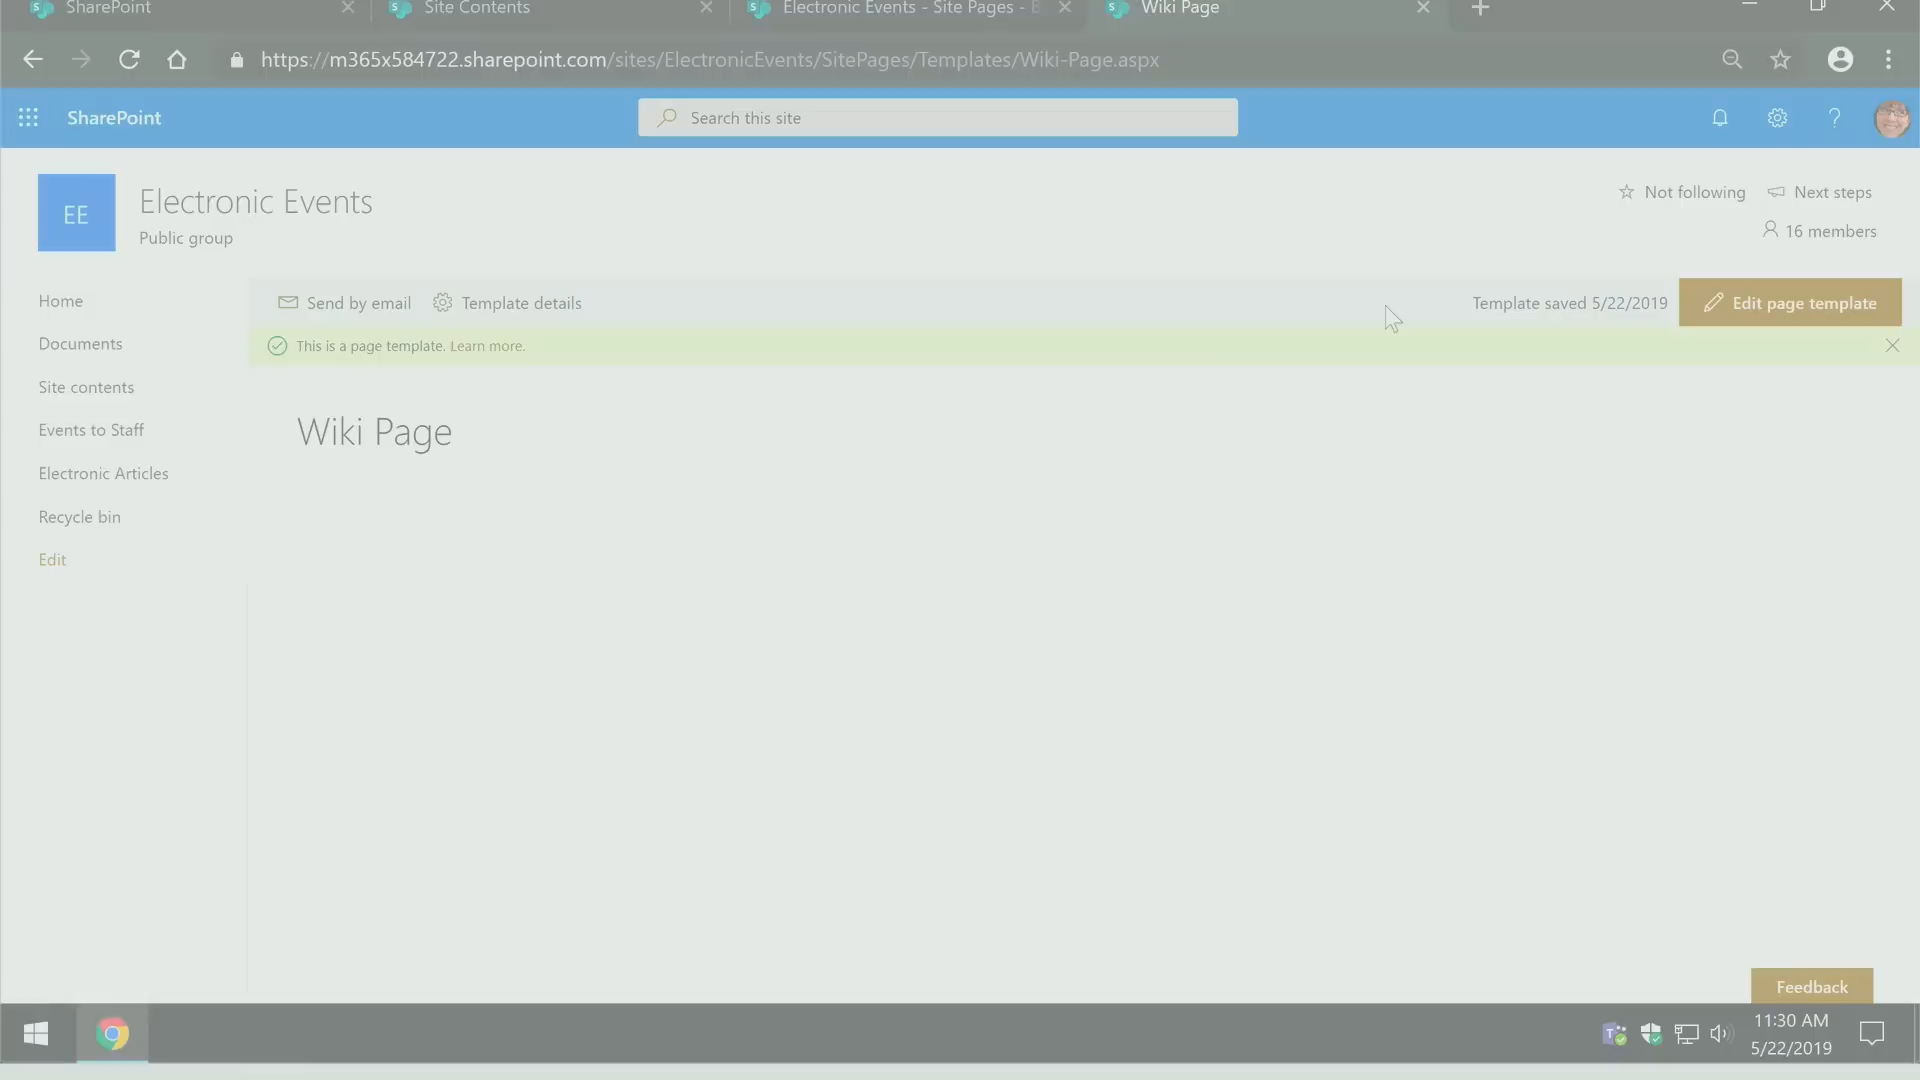 SharePoint
Site Contents
Electronic Events - Site Pages -
Wiki Page
https://m365x584722.sharepoint.com/sites/ElectronicEvents/SitePages/Templates/Wiki-Page.aspx
SharePoint
Search this site
EE
Electronic Events
Public group
Not following
Next steps
16 members
Home
Documents
Site contents
Events to Staff
Electronic Articles
Recycle bin
Edit
Send by email
Template details
Template saved 5/22/2019
Edit page template
This is a page template. Learn more.
Wiki Page
Feedback
11:30 AM
5/22/2019